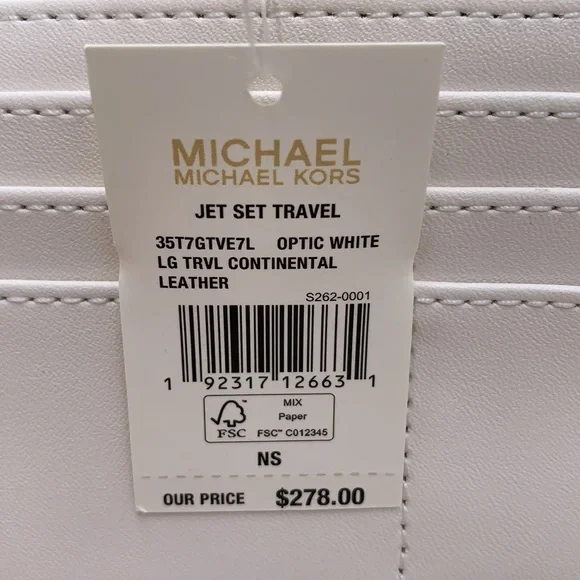 MICHAEL
MICHAEL KORS
JET SET TRAVEL
35T7GTVE7L OPTIC WHITE
LG TRVL CONTINENTAL
LEATHER
S262-0001
1 92317 12663 1
FSC
MIX
Paper
FSC™ C012345
NS
OUR PRICE $278.00